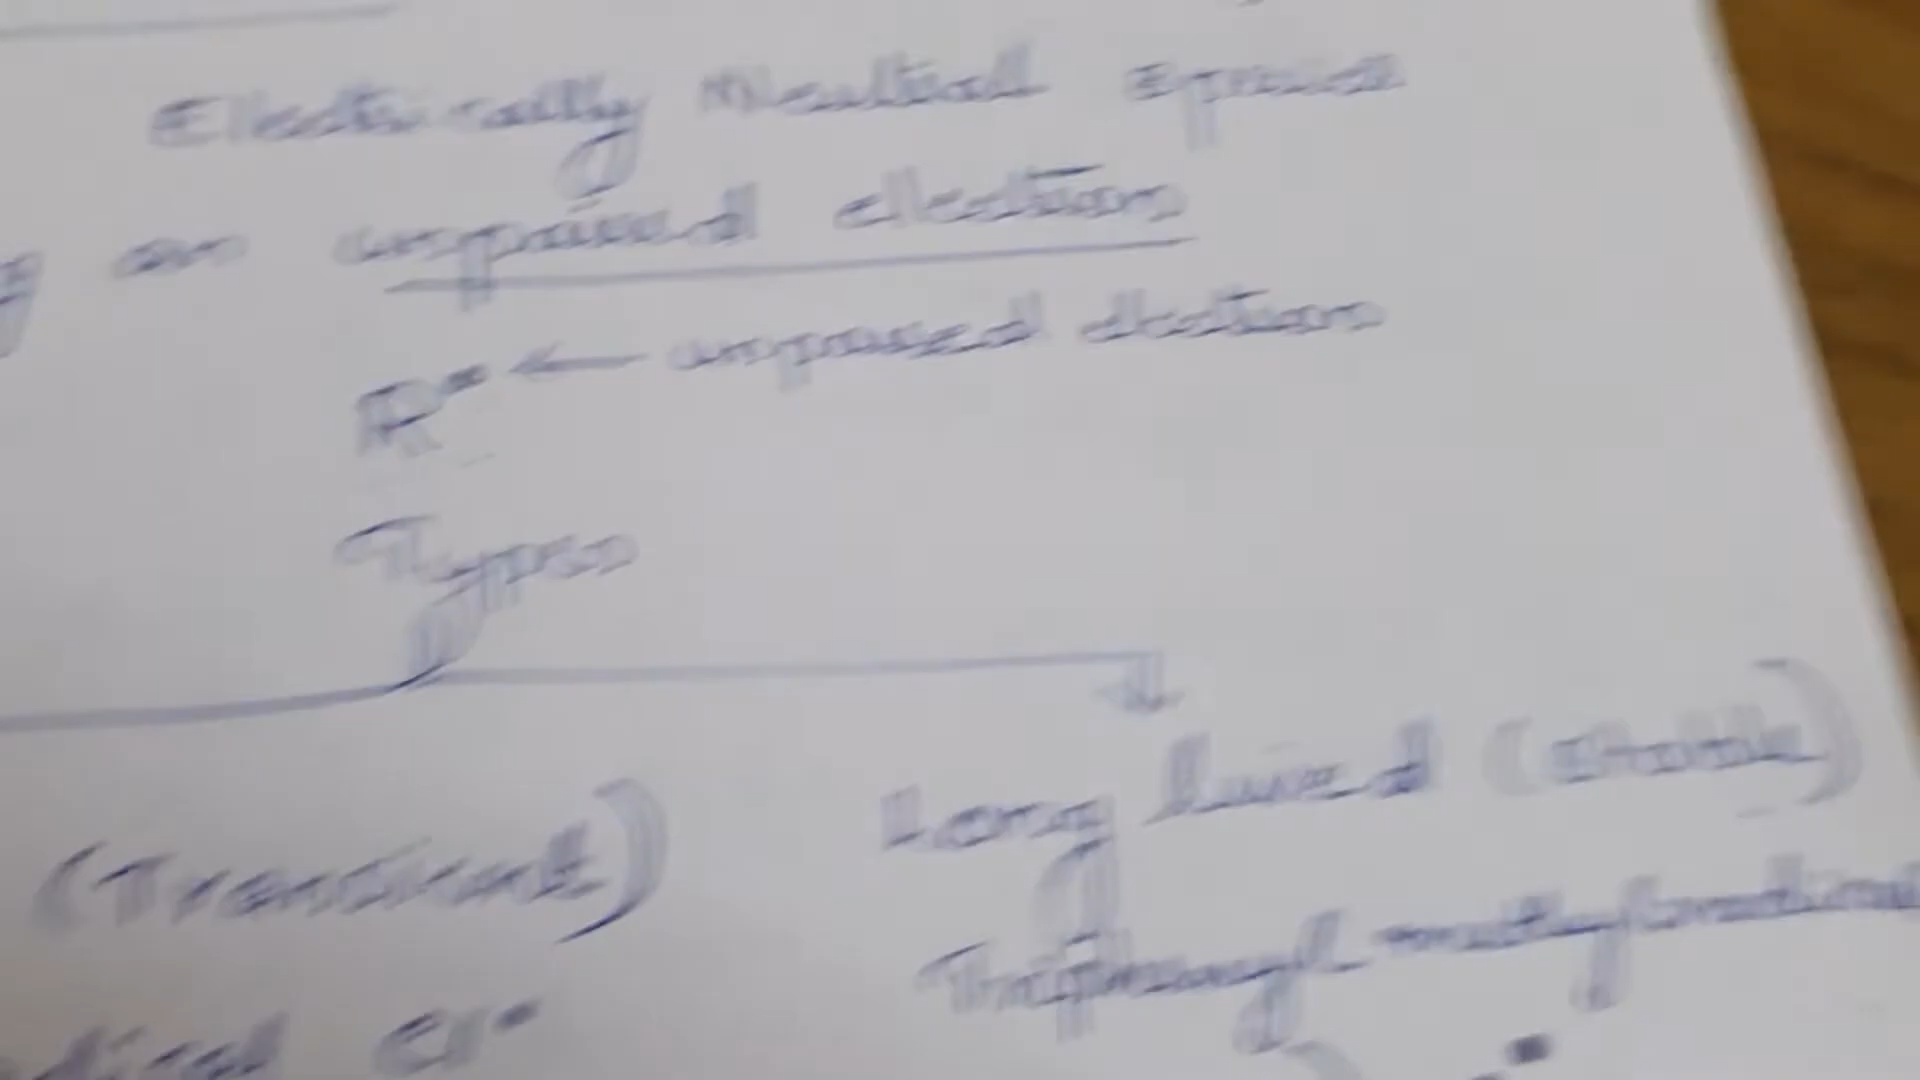 Electrically Neutral species
an unpaired electron
R• ← unpaired electron
Types
(Transient) Long lived (Stable)
Triphenyl methyl radical
Cl•